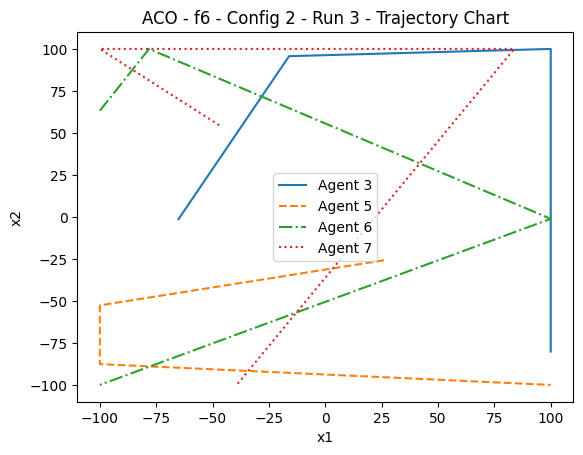 ACO - f6 - Config 2 - Run 3 - Trajectory Chart
100
75
50
25
0
−25
−50
−75
−100
x2
Agent 3
Agent 5
Agent 6
Agent 7
−100 −75 −50 −25 0 25 50 75 100
x1